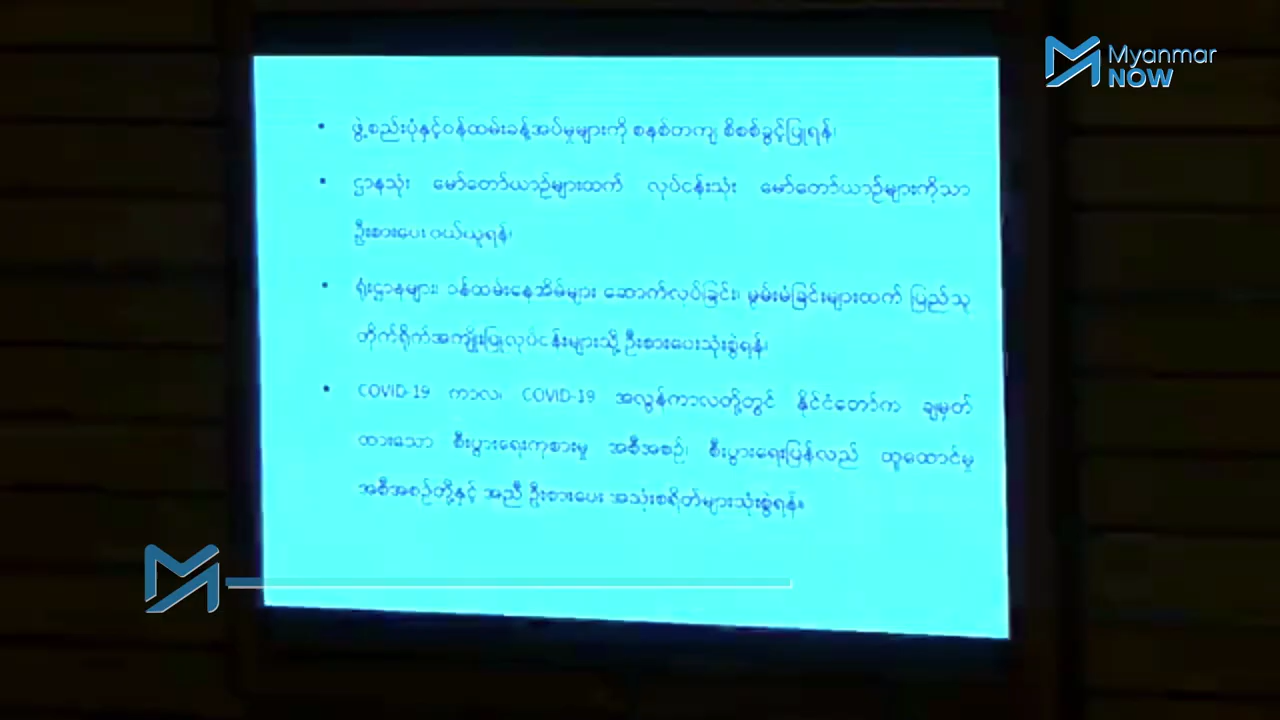 Myanmar
NOW
• ဖွဲ့စည်းပုံနှင့်ဝန်ထမ်းခန့်အပ်မှုများကို စနစ်တကျ စိစစ်ခွင့်ပြုရန်၊
• ဌာနသုံး မော်တော်ယာဉ်များထက် လုပ်ငန်းသုံး မော်တော်ယာဉ်များကိုသာ
ဦးစားပေး ဝယ်ယူရန်၊
• ရုံးဌာနများ၊ ဝန်ထမ်းနေအိမ်များ ဆောက်လုပ်ခြင်း၊ မွမ်းမံခြင်းများထက် ပြည်သူ
တိုက်ရိုက်အကျိုးပြုလုပ်ငန်းများသို့ ဦးစားပေးသုံးစွဲရန်၊
• COVID-19 ကာလ၊ COVID-19 အလွန်ကာလတို့တွင် နိုင်ငံတော်က ချမှတ်
ထားသော စီးပွားရေးကုစားမှု အစီအစဉ်၊ စီးပွားရေးပြန်လည် ထူထောင်မှု
အစီအစဉ်တို့နှင့် အညီ ဦးစားပေး အသုံးစရိတ်များသုံးစွဲရန်။